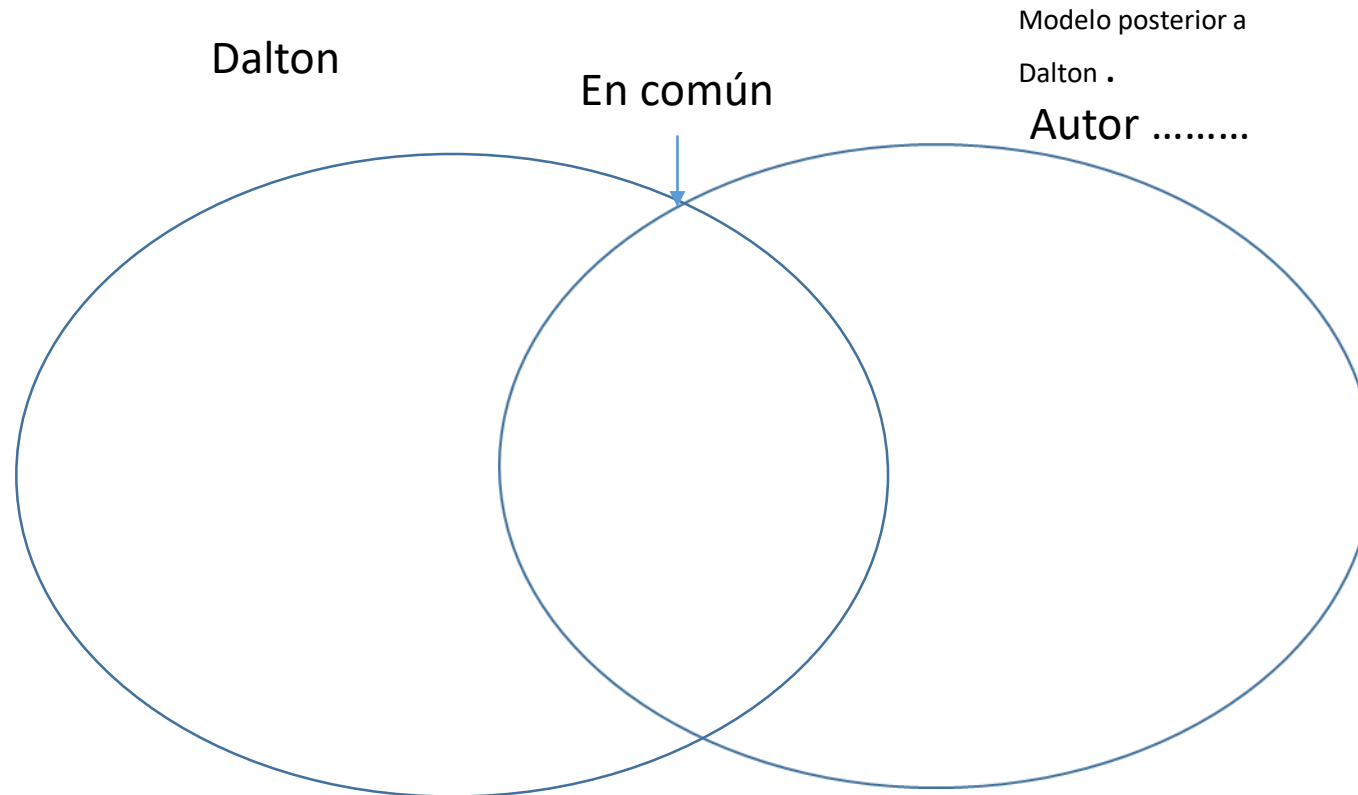 Dalton
En común
Modelo posterior a
Dalton .
Autor .........